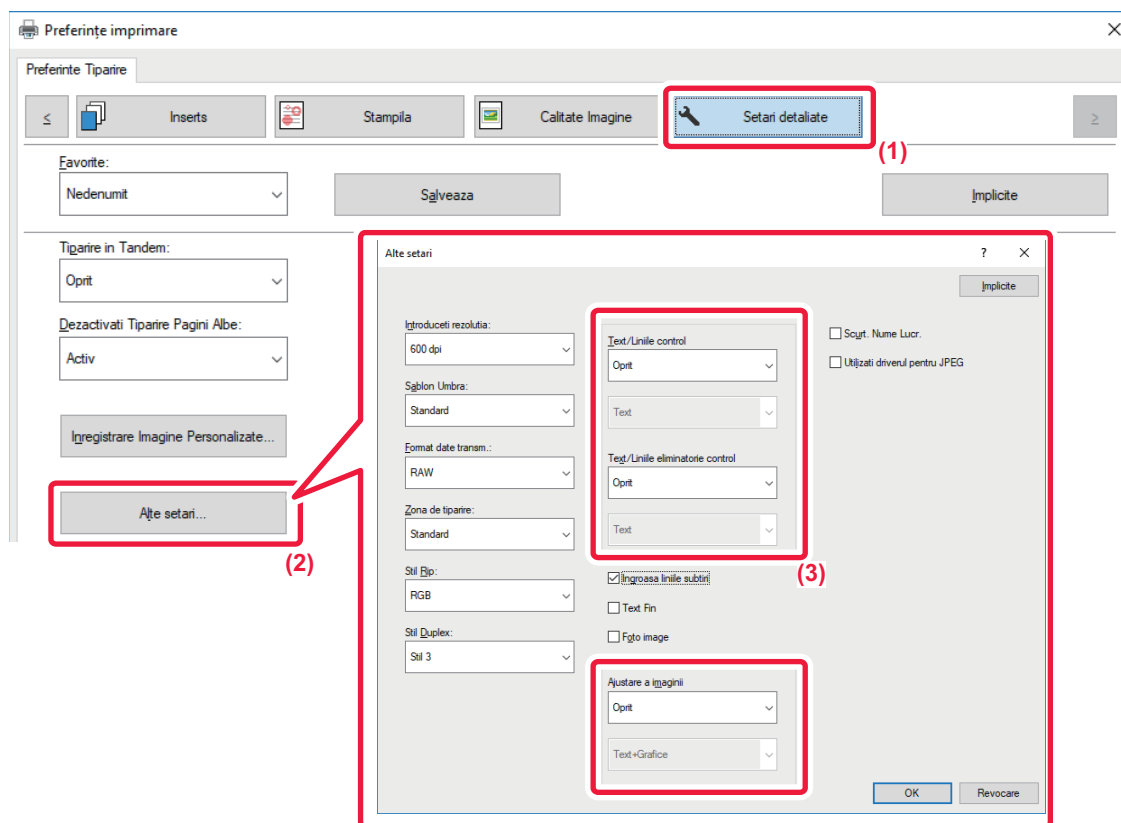 Preferințe imprimare
Preferinte Tiparire
< Inserts Stampila Calitate Imagine Setari detaliate >
(1)
Favorite:
Nedenumit Salveaza Implicite
Tiparire in Tandem:
Oprit
Dezactivati Tiparire Pagini Albe:
Activ
Inregistrare Imagine Personalizate...
Alte setari...
(2)
Alte setari ?
Implicite
Introduceti rezolutia:
600 dpi
Sablon Umbra:
Standard
Format date transm.:
RAW
Zona de tiparire:
Standard
Stil Rip:
RGB
Stil Duplex:
Stil 3
Text/Liniile control
Oprit
Text
Text/Liniile eliminatorie control
Oprit
Text
(3)
Ingroasa liniile subtiri
Text Fin
Foto image
Ajustare a imaginii
Oprit
Text+Grafice
Scurt. Nume Lucr.
Utilizati driverul pentru JPEG
OK Revocare